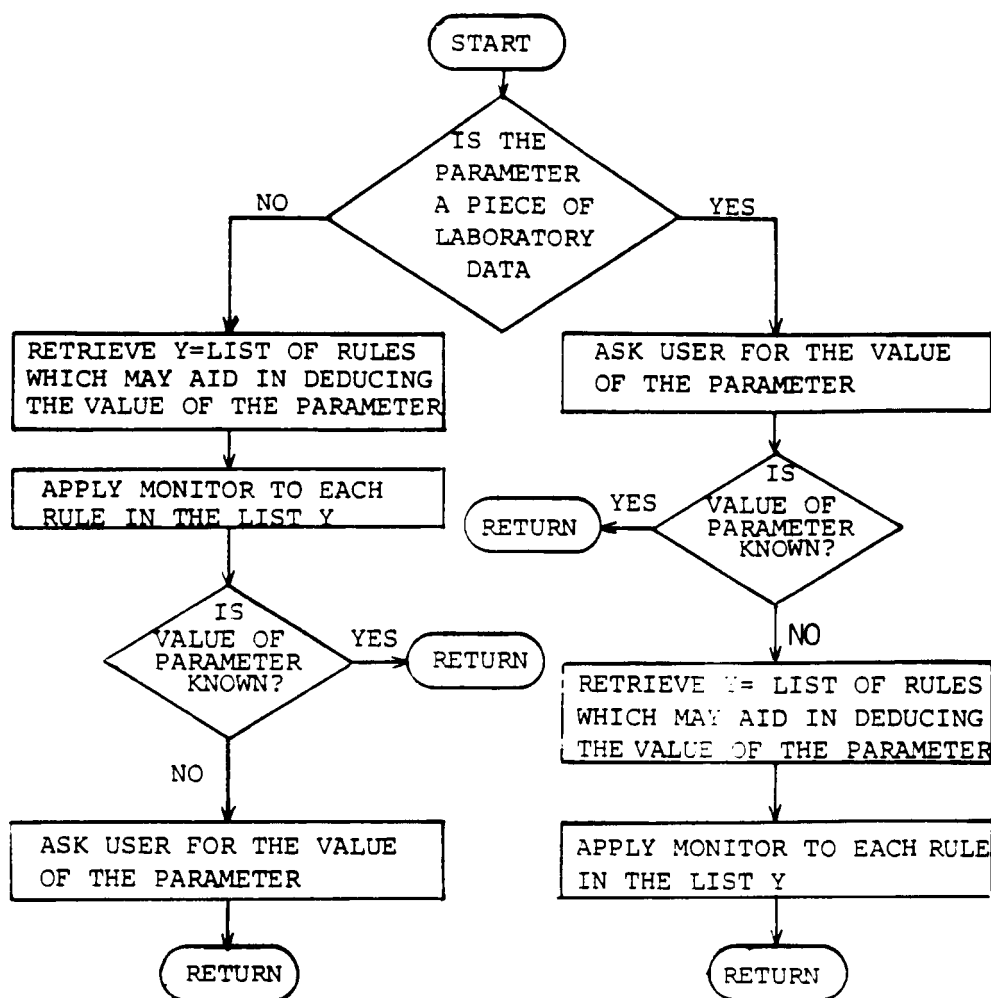 START
IS THE
PARAMETER
A PIECE OF
LABORATORY
DATA
NO
YES
RETRIEVE Y=LIST OF RULES
WHICH MAY AID IN DEDUCING
THE VALUE OF THE PARAMETER
APPLY MONITOR TO EACH
RULE IN THE LIST Y
IS
VALUE OF
PARAMETER
KNOWN?
YES
RETURN
NO
ASK USER FOR THE VALUE
OF THE PARAMETER
RETURN
ASK USER FOR THE VALUE
OF THE PARAMETER
IS
VALUE OF
PARAMETER
KNOWN?
YES
RETURN
NO
RETRIEVE Y= LIST OF RULES
WHICH MAY AID IN DEDUCING
THE VALUE OF THE PARAMETER
APPLY MONITOR TO EACH RULE
IN THE LIST Y
RETURN